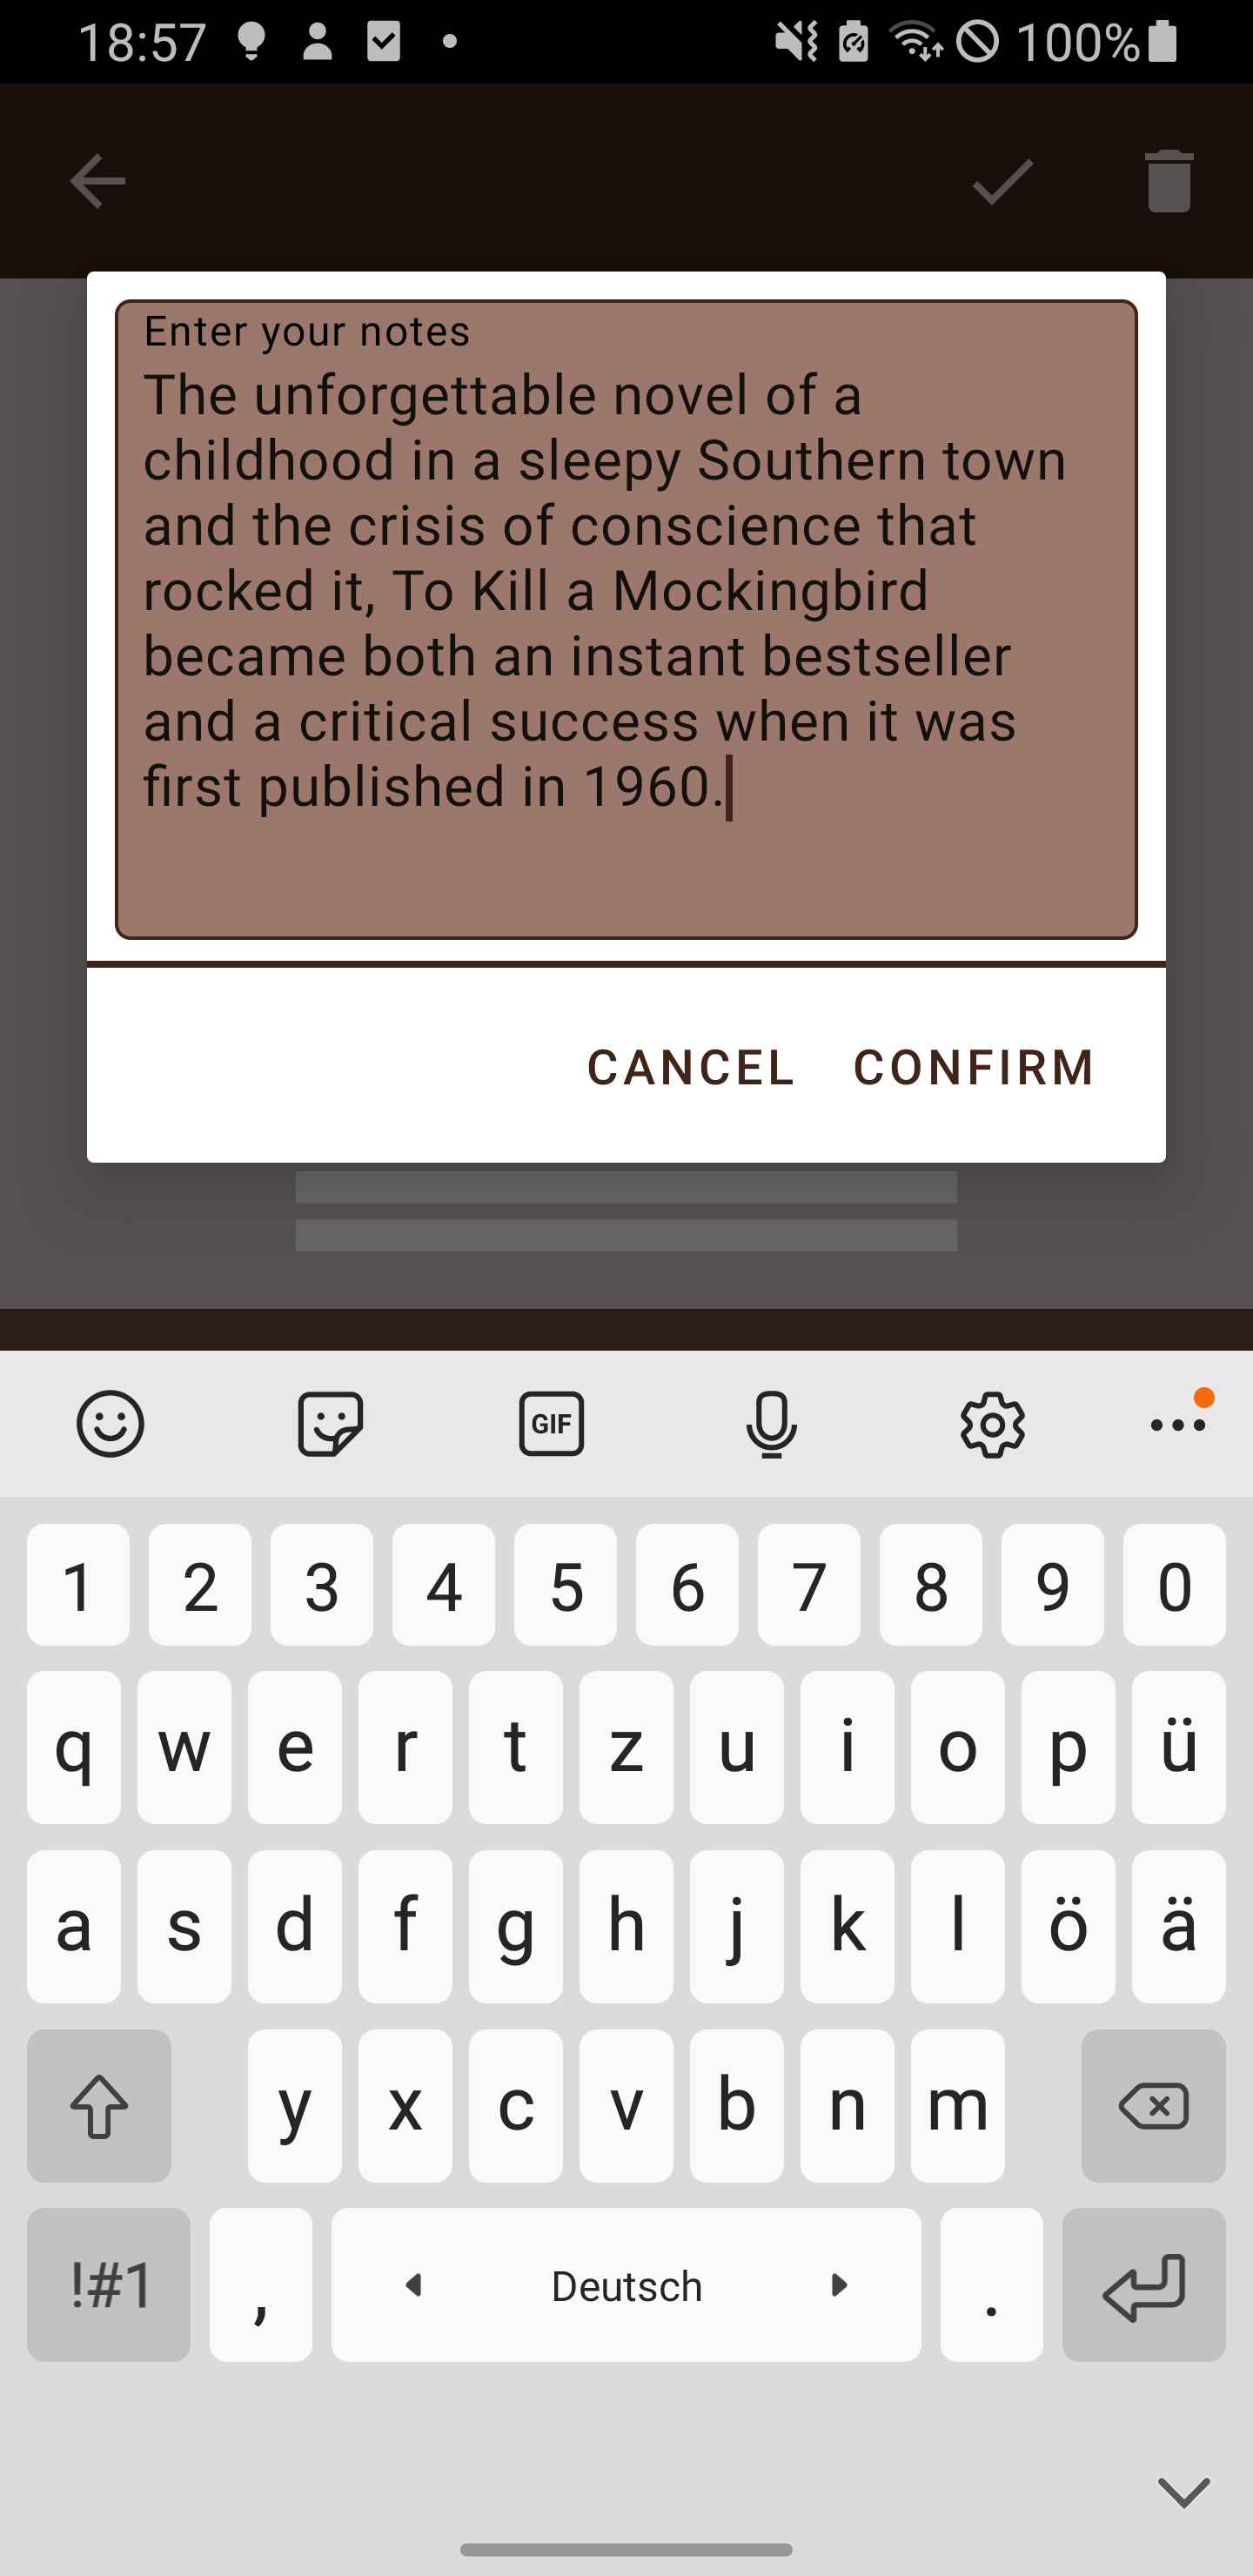 18:57
100%
Enter your notes
The unforgettable novel of a
childhood in a sleepy Southern town
and the crisis of conscience that
rocked it, To Kill a Mockingbird
became both an instant bestseller
and a critical success when it was
first published in 1960.
CANCEL CONFIRM
GIF
1 2 3 4 5 6 7 8 9 0
q w e r t z u i o p ü
a s d f g h j k l ö ä
y x c v b n m
!#1 , Deutsch .